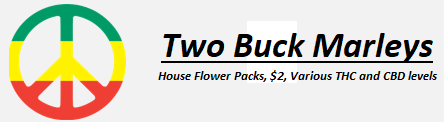 Two Buck Marleys
House Flower Packs, $2, Various THC and CBD levels